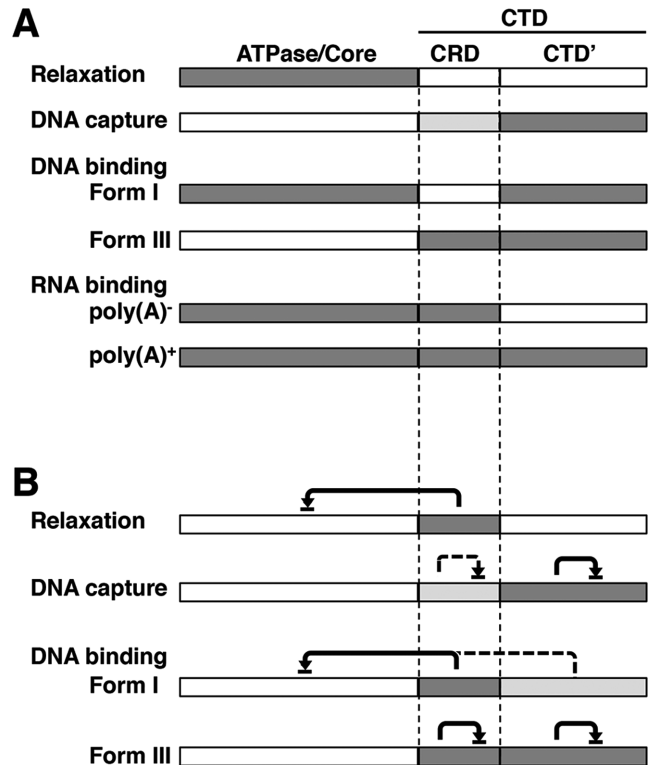 A
CTD
ATPase/Core CRD CTD’
Relaxation
DNA capture
DNA binding
Form I
Form III
RNA binding
poly(A)-
poly(A)+
B
Relaxation
DNA capture
DNA binding
Form I
Form III